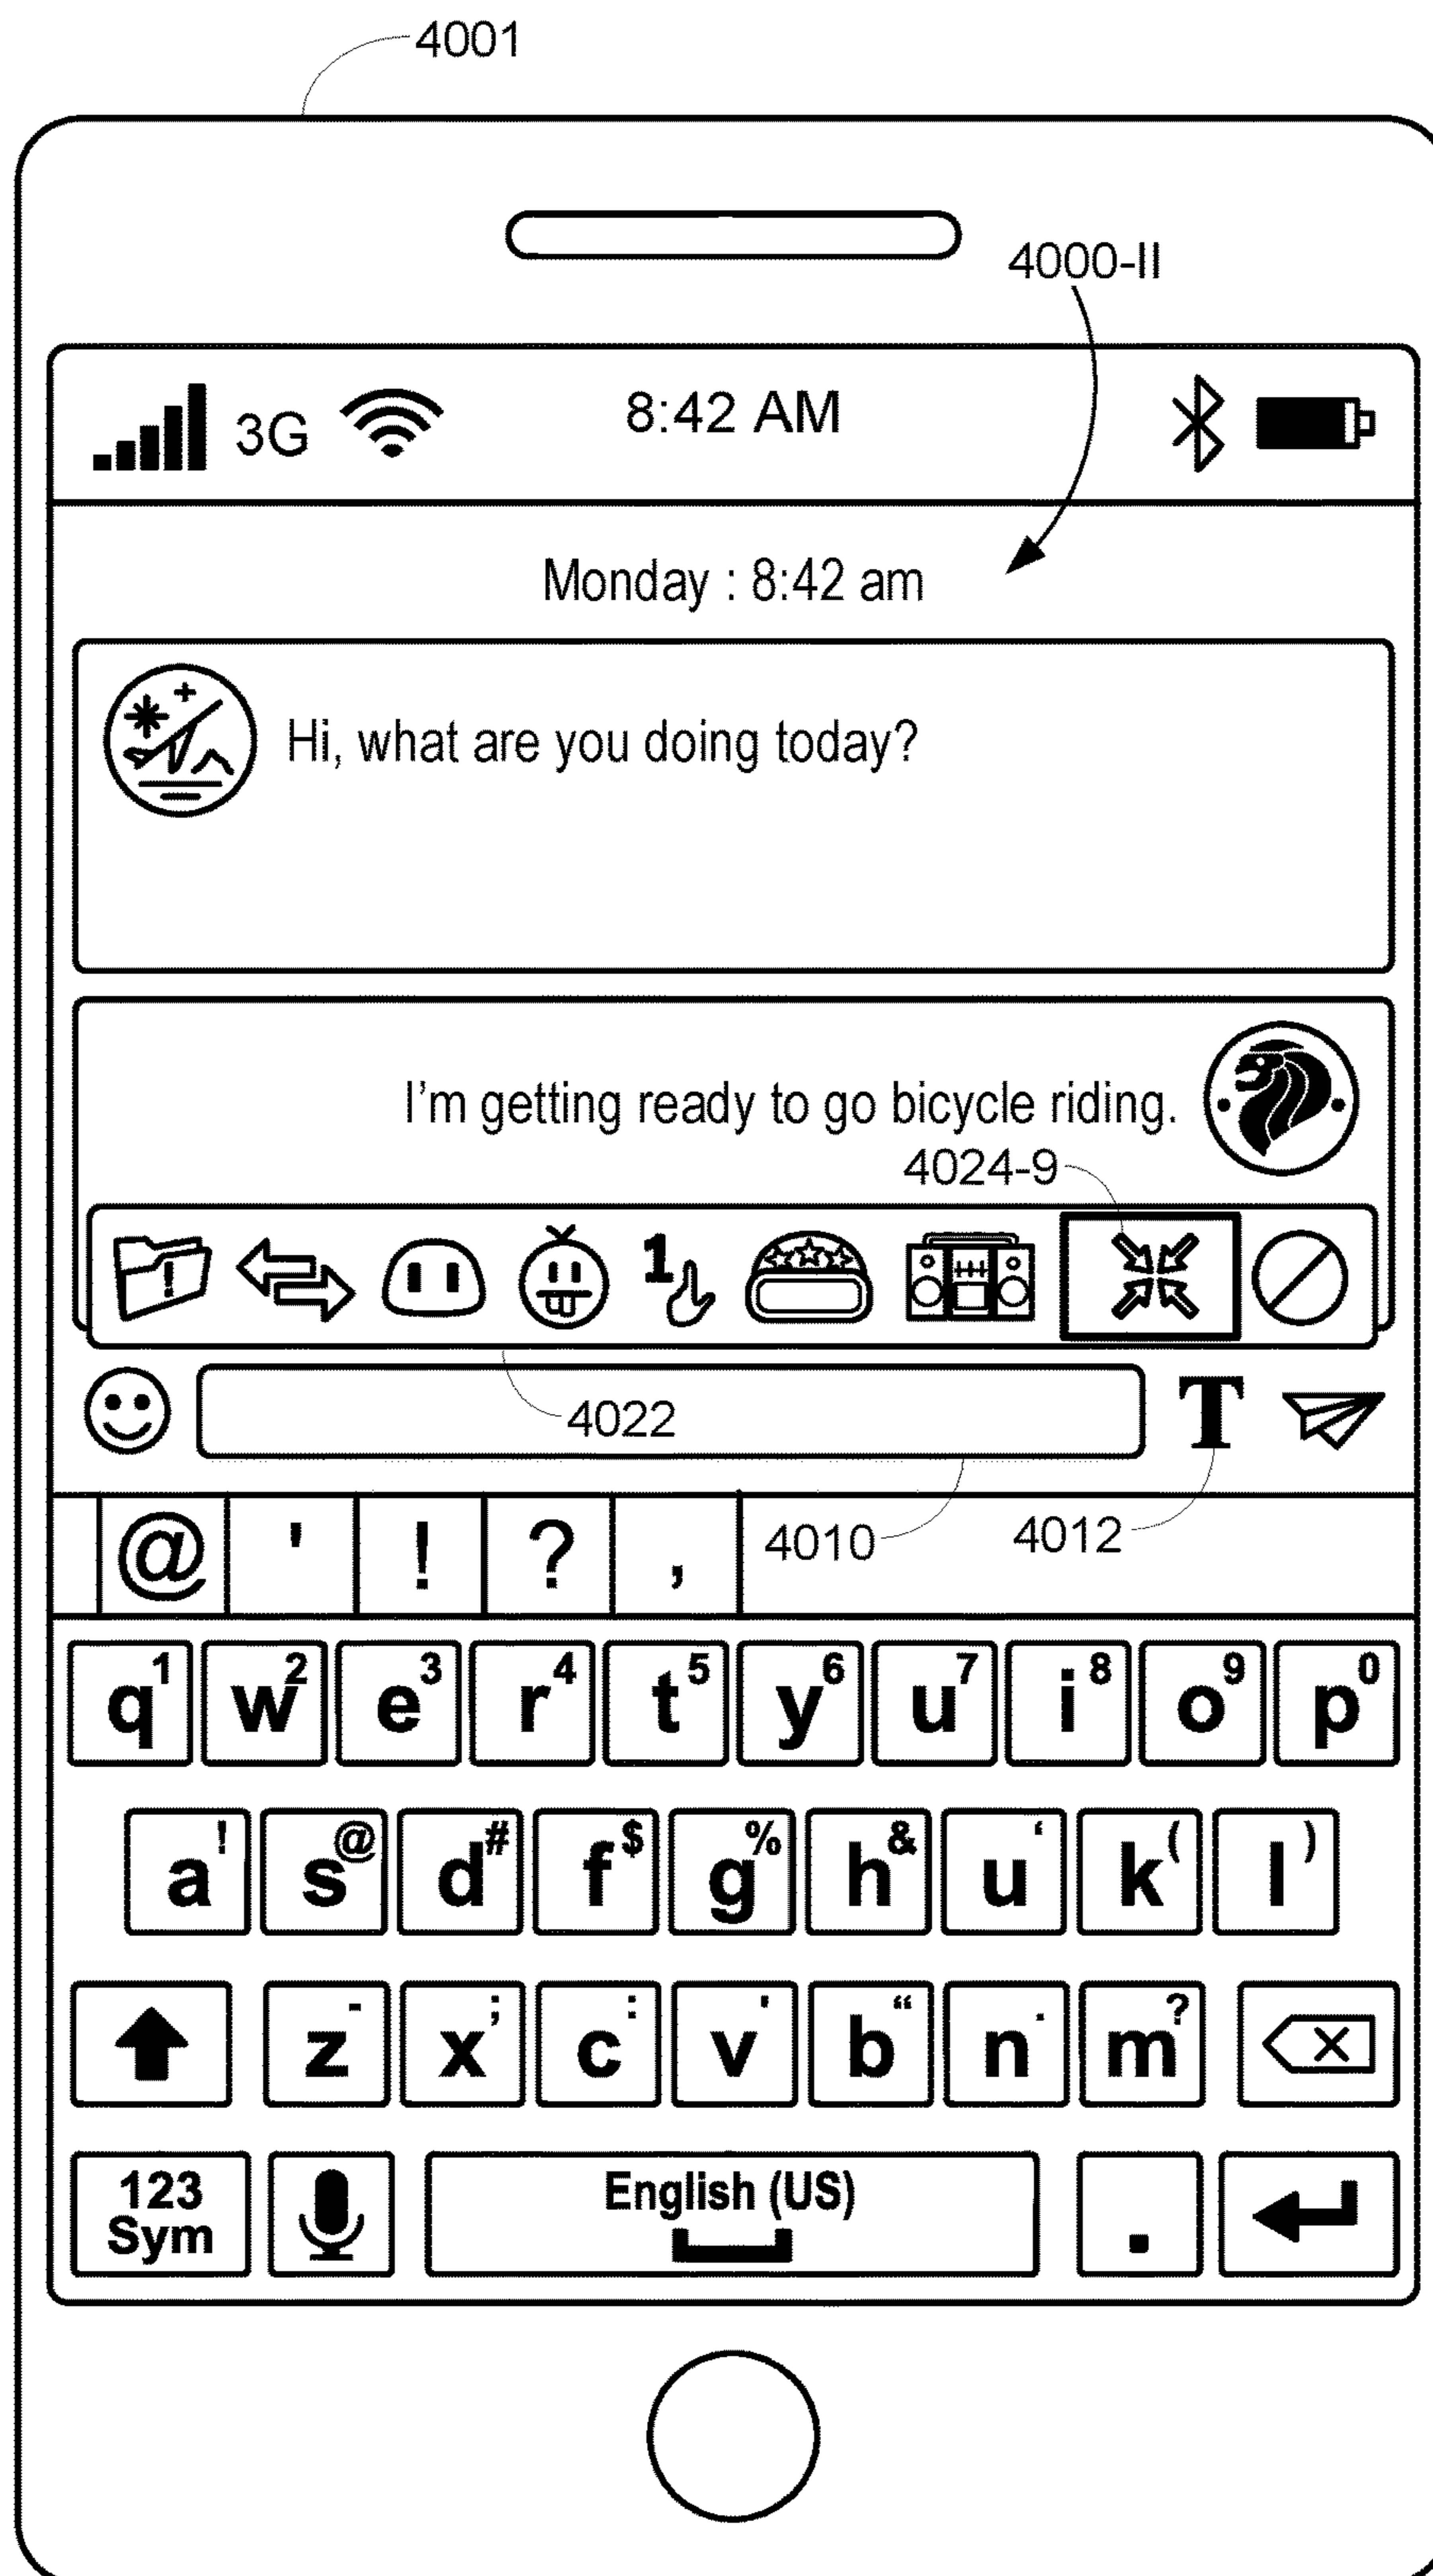 4001
4000-II
3G 8:42 AM
Monday : 8:42 am
Hi, what are you doing today?
I'm getting ready to go bicycle riding.
4024-9
1
4022
T
4010
4012
@ ' ! ? ,
q1 w2 e3 r4 t5 y6 u7 i8 o9 p0
a! s@ d# f$ g% h& u‘ k( l)
z- x; c: v' b“ n. m?
123
Sym
English (US)
.